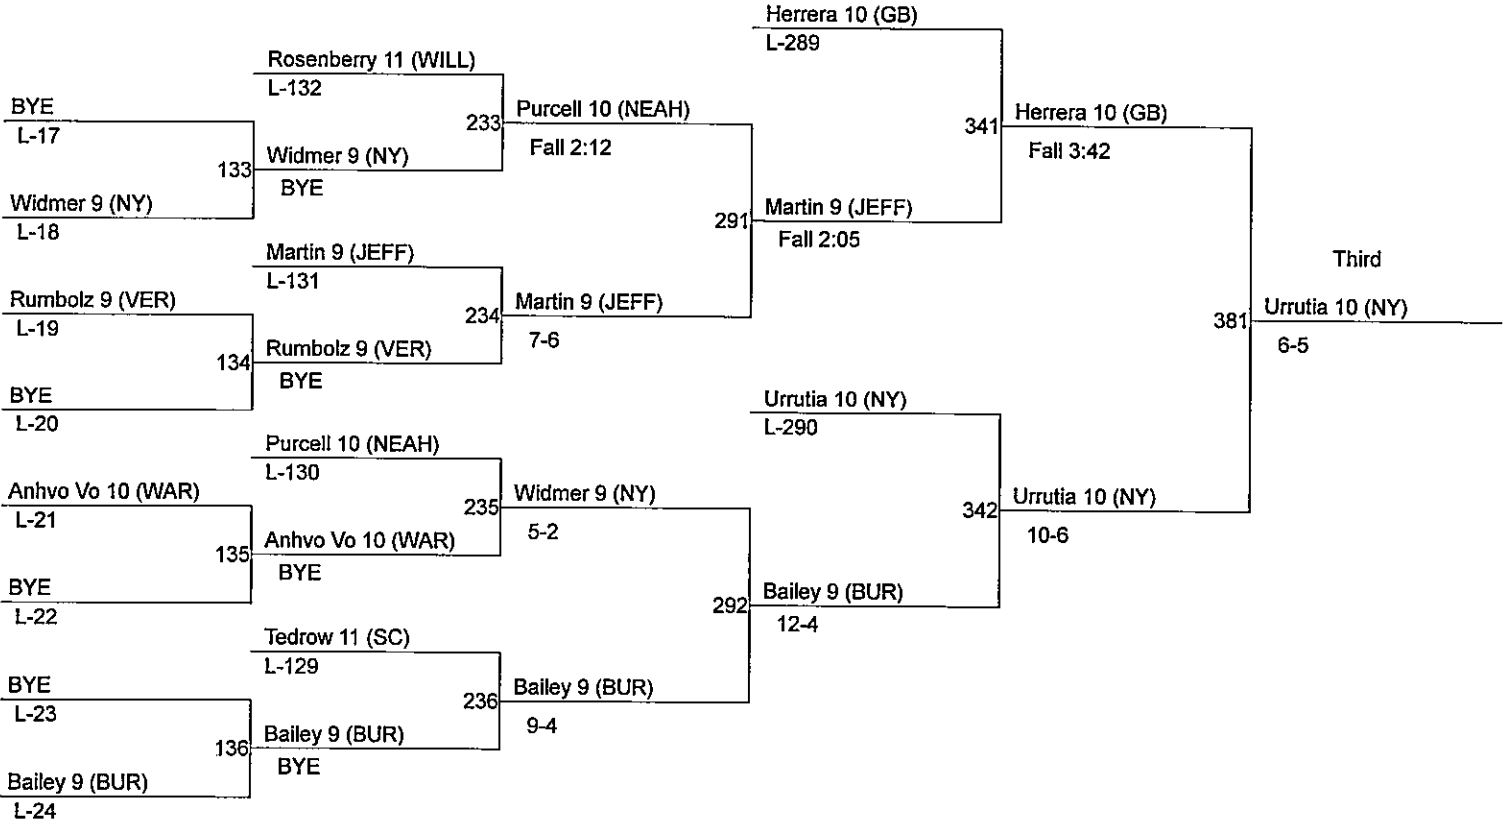 Herrera 10 (GB)
L-289
Rosenberry 11 (WILL)
L-132
BYE
L-17
Purcell 10 (NEAH)
233
Fall 2:12
341
Herrera 10 (GB)
Fall 3:42
133
Widmer 9 (NY)
BYE
Widmer 9 (NY)
L-18
291
Martin 9 (JEFF)
Fall 2:05
Martin 9 (JEFF)
L-131
Third
Rumbolz 9 (VER)
L-19
234
Martin 9 (JEFF)
7-6
381
Urrutia 10 (NY)
6-5
134
Rumbolz 9 (VER)
BYE
BYE
L-20
Urrutia 10 (NY)
L-290
Purcell 10 (NEAH)
L-130
Anhvo Vo 10 (WAR)
L-21
235
Widmer 9 (NY)
5-2
342
Urrutia 10 (NY)
10-6
135
Anhvo Vo 10 (WAR)
BYE
BYE
L-22
292
Bailey 9 (BUR)
12-4
Tedrow 11 (SC)
L-129
BYE
L-23
236
Bailey 9 (BUR)
9-4
136
Bailey 9 (BUR)
BYE
Bailey 9 (BUR)
L-24